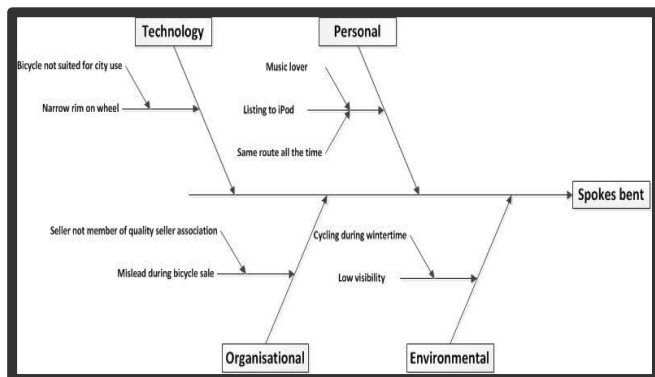 Technology
Personal
Bicycle not suited for city use
Music lover
Narrow rim on wheel
Listing to iPod
Same route all the time
Spokes bent
Seller not member of quality seller association
Cycling during wintertime
Mislead during bicycle sale
Low visibility
Organisational
Environmental